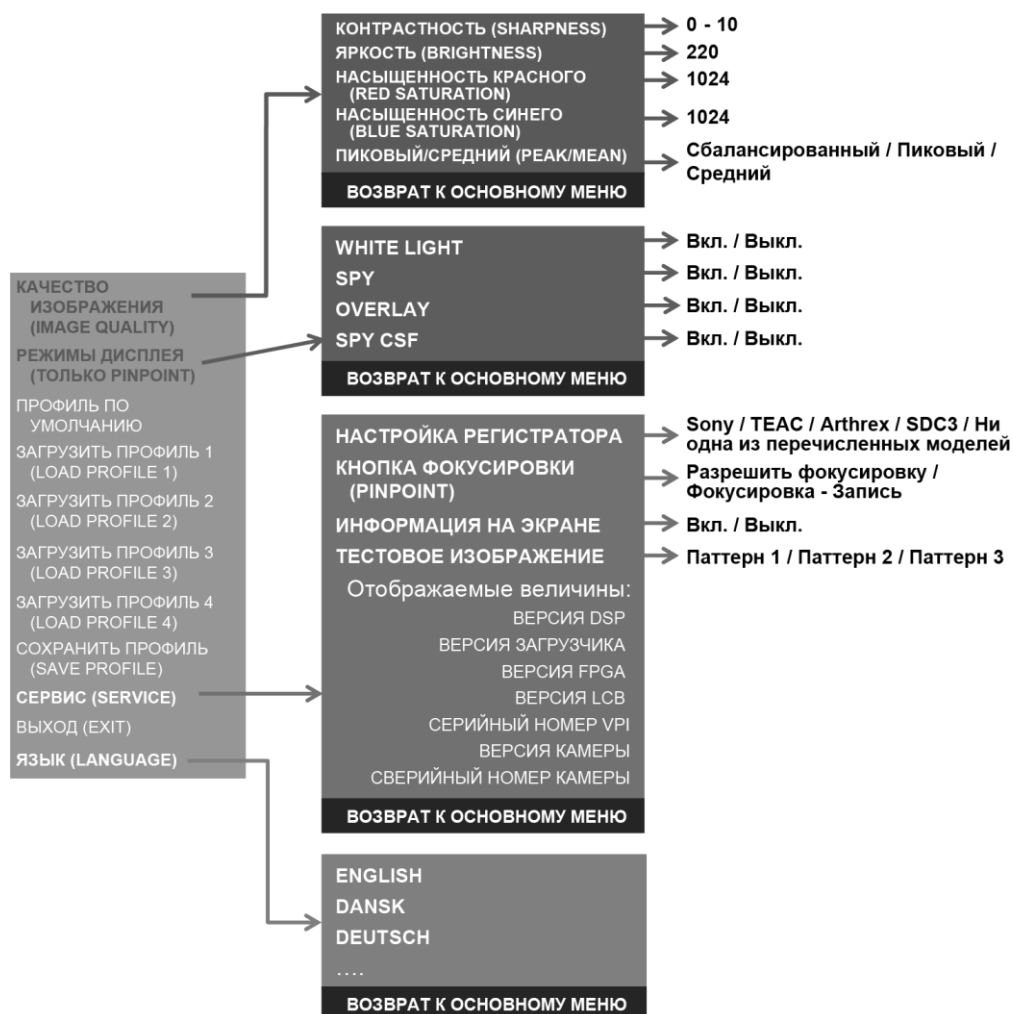 КОНТРАСТНОСТЬ (SHARPNESS)
0 - 10
ЯРКОСТЬ (BRIGHTNESS)
220
НАСЫЩЕННОСТЬ КРАСНОГО
(RED SATURATION)
1024
НАСЫЩЕННОСТЬ СИНЕГО
(BLUE SATURATION)
1024
ПИКОВЫЙ/СРЕДНИЙ (PEAK/MEAN)
Сбалансированный / Пиковый /
Средний
ВОЗВРАТ К ОСНОВНОМУ МЕНЮ
WHITE LIGHT
Вкл. / Выкл.
SPY
Вкл. / Выкл.
OVERLAY
Вкл. / Выкл.
SPY CSF
Вкл. / Выкл.
ВОЗВРАТ К ОСНОВНОМУ МЕНЮ
КАЧЕСТВО
ИЗОБРАЖЕНИЯ
(IMAGE QUALITY)
РЕЖИМЫ ДИСПЛЕЯ
(ТОЛЬКО PINPOINT)
ПРОФИЛЬ ПО
УМОЛЧАНИЮ
ЗАГРУЗИТЬ ПРОФИЛЬ 1
(LOAD PROFILE 1)
ЗАГРУЗИТЬ ПРОФИЛЬ 2
(LOAD PROFILE 2)
ЗАГРУЗИТЬ ПРОФИЛЬ 3
(LOAD PROFILE 3)
ЗАГРУЗИТЬ ПРОФИЛЬ 4
(LOAD PROFILE 4)
СОХРАНИТЬ ПРОФИЛЬ
(SAVE PROFILE)
СЕРВИС (SERVICE)
ВЫХОД (EXIT)
ЯЗЫК (LANGUAGE)
НАСТРОЙКА РЕГИСТРАТОРА
Sony / TEAC / Arthrex / SDC3 / Ни
одна из перечисленных моделей
КНОПКА ФОКУСИРОВКИ
(PINPOINT)
Разрешить фокусировку /
Фокусировка - Запись
ИНФОРМАЦИЯ НА ЭКРАНЕ
Вкл. / Выкл.
ТЕСТОВОЕ ИЗОБРАЖЕНИЕ
Паттерн 1 / Паттерн 2 / Паттерн 3
Отображаемые величины:
ВЕРСИЯ DSP
ВЕРСИЯ ЗАГРУЗЧИКА
ВЕРСИЯ FPGA
ВЕРСИЯ LCB
СЕРИЙНЫЙ НОМЕР VPI
ВЕРСИЯ КАМЕРЫ
СВЕРИЙНЫЙ НОМЕР КАМЕРЫ
ВОЗВРАТ К ОСНОВНОМУ МЕНЮ
ENGLISH
DANSK
DEUTSCH
....
ВОЗВРАТ К ОСНОВНОМУ МЕНЮ